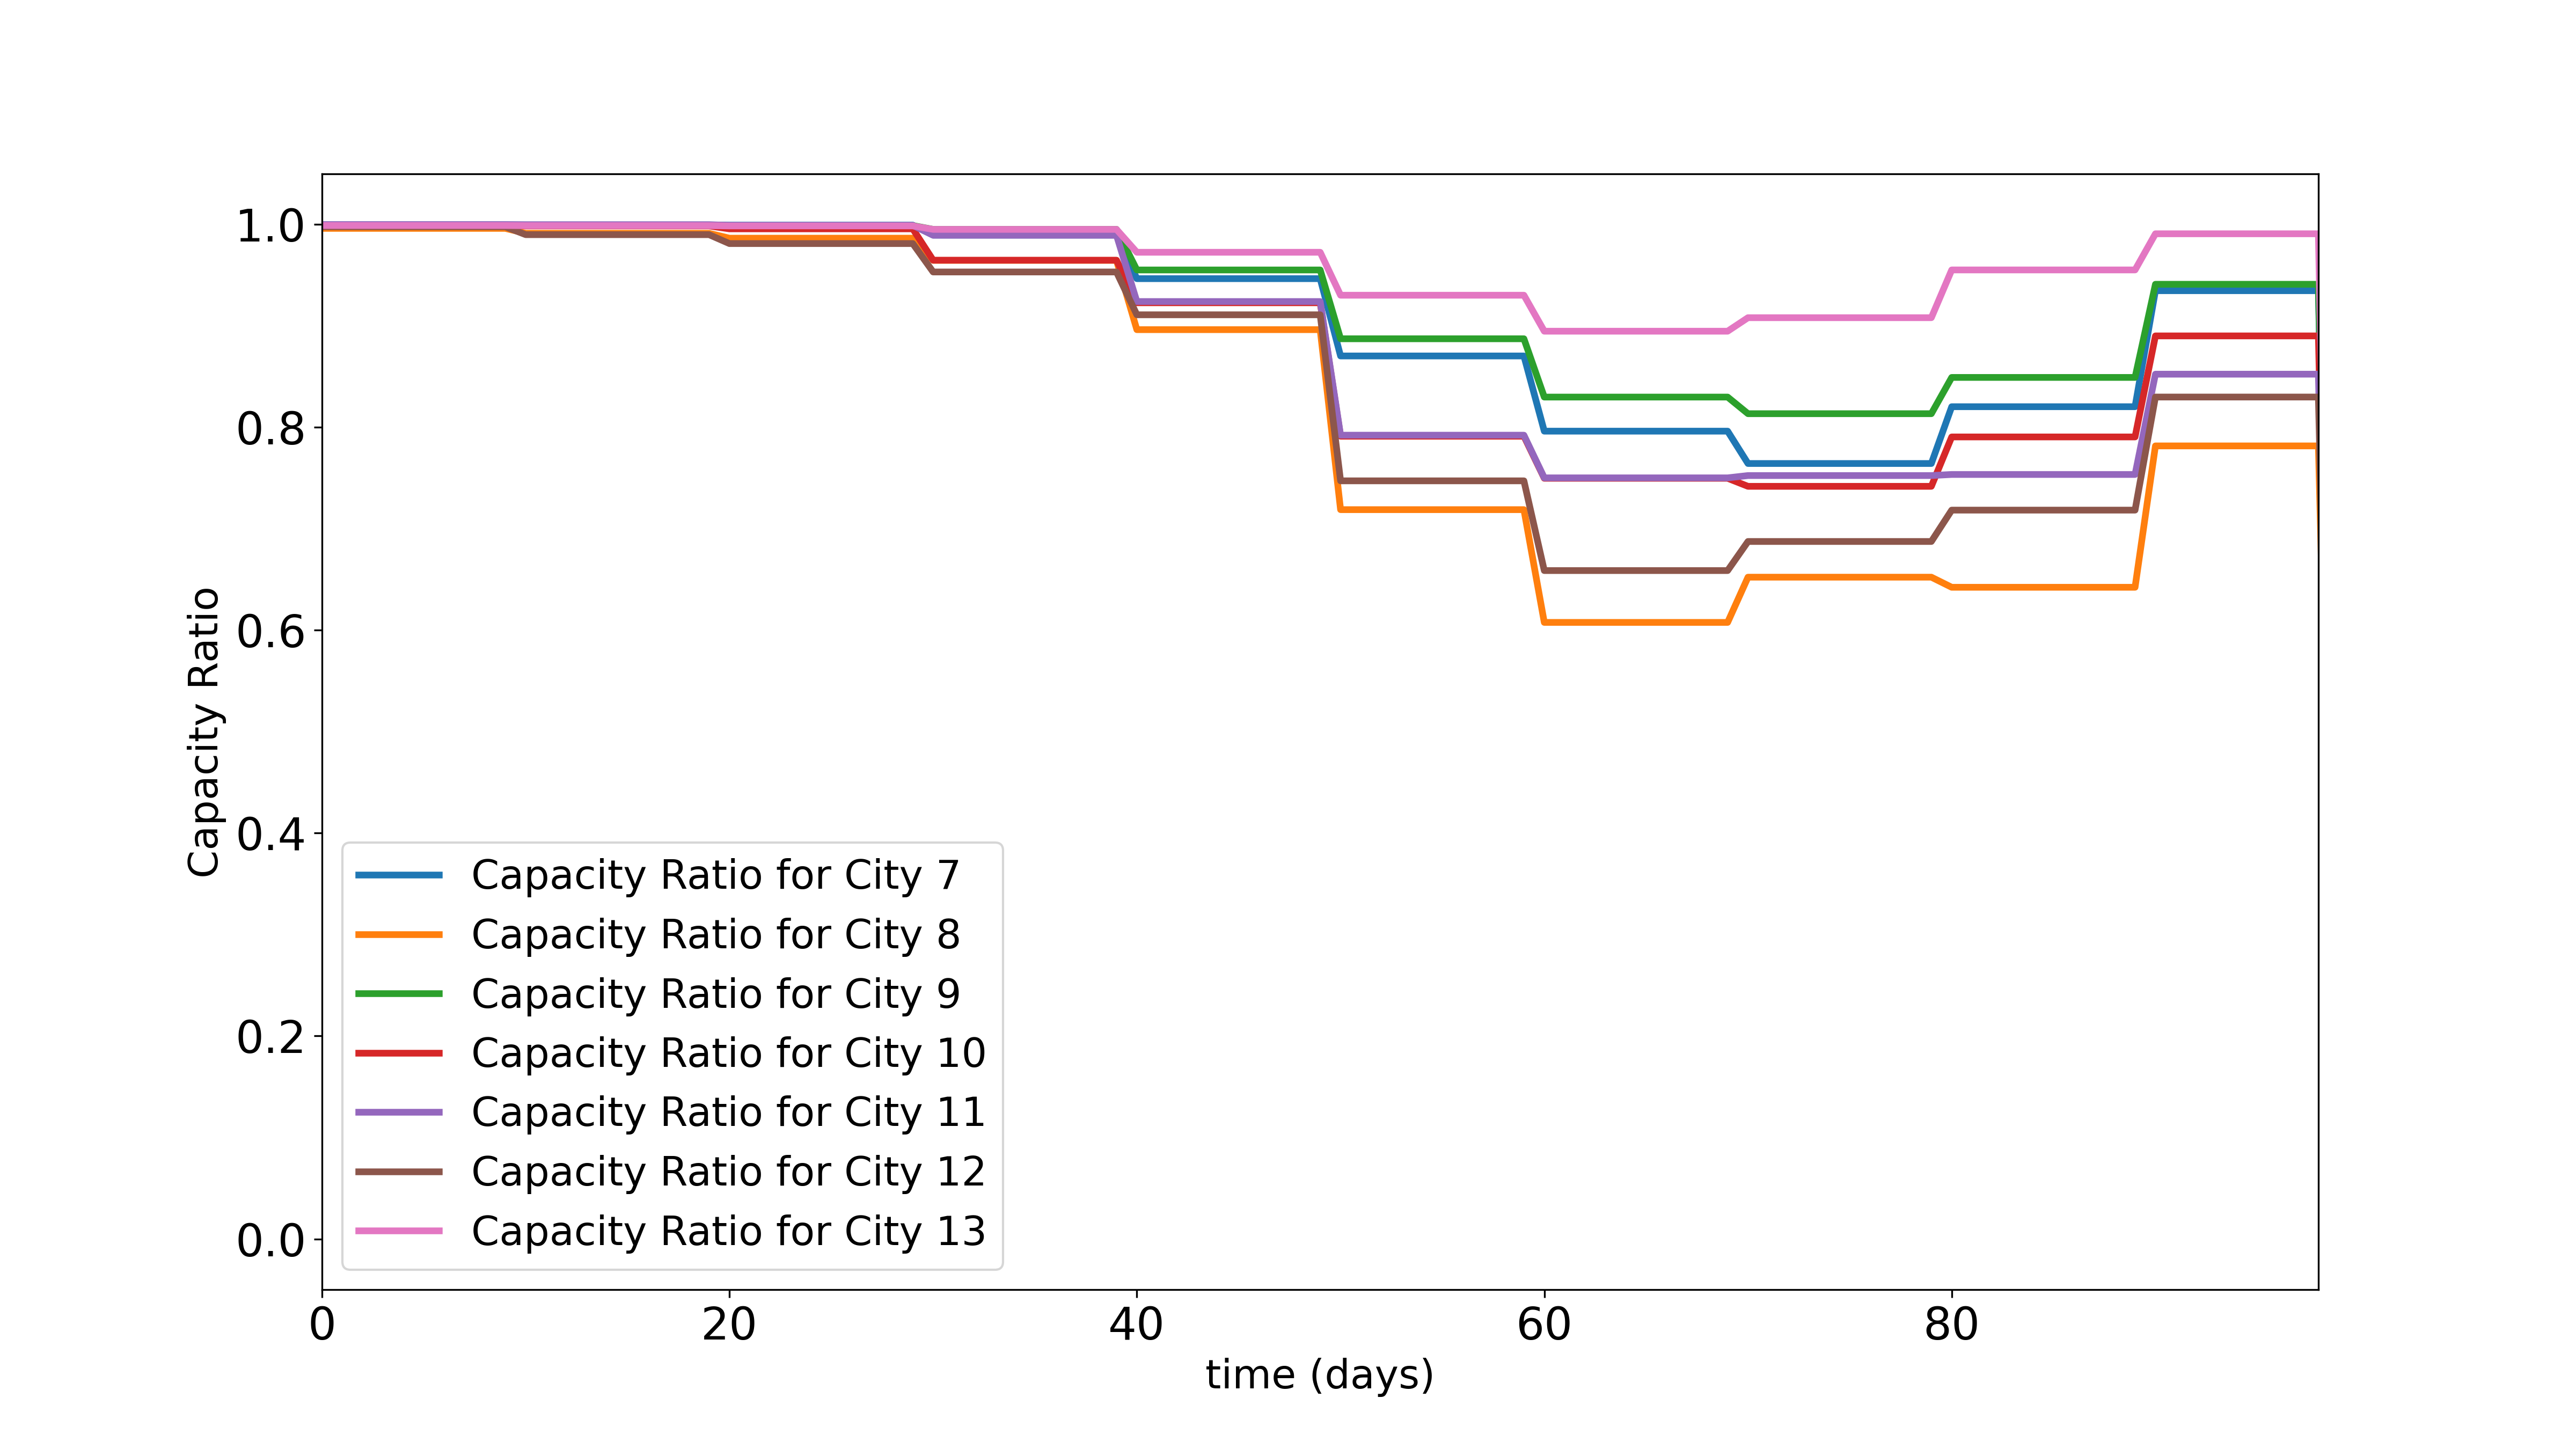 1.0
0.8
0.6
0.4
0.2
0.0
Capacity Ratio
Capacity Ratio for City 7
Capacity Ratio for City 8
Capacity Ratio for City 9
Capacity Ratio for City 10
Capacity Ratio for City 11
Capacity Ratio for City 12
Capacity Ratio for City 13
0 20 40 60 80
time (days)